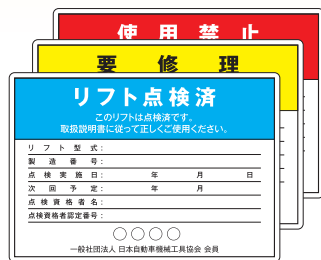 使用禁止
要修理
リフト点検済
このリフトは点検済です。
取扱説明書に従って正しくご使用ください。
リフト型式:
製造番号:
点検実施日: 年 月 日
次回予定: 年 月
点検資格者名:
点検資格者認定番号:
○○○○
一般社団法人 日本自動車機械工具協会 会員